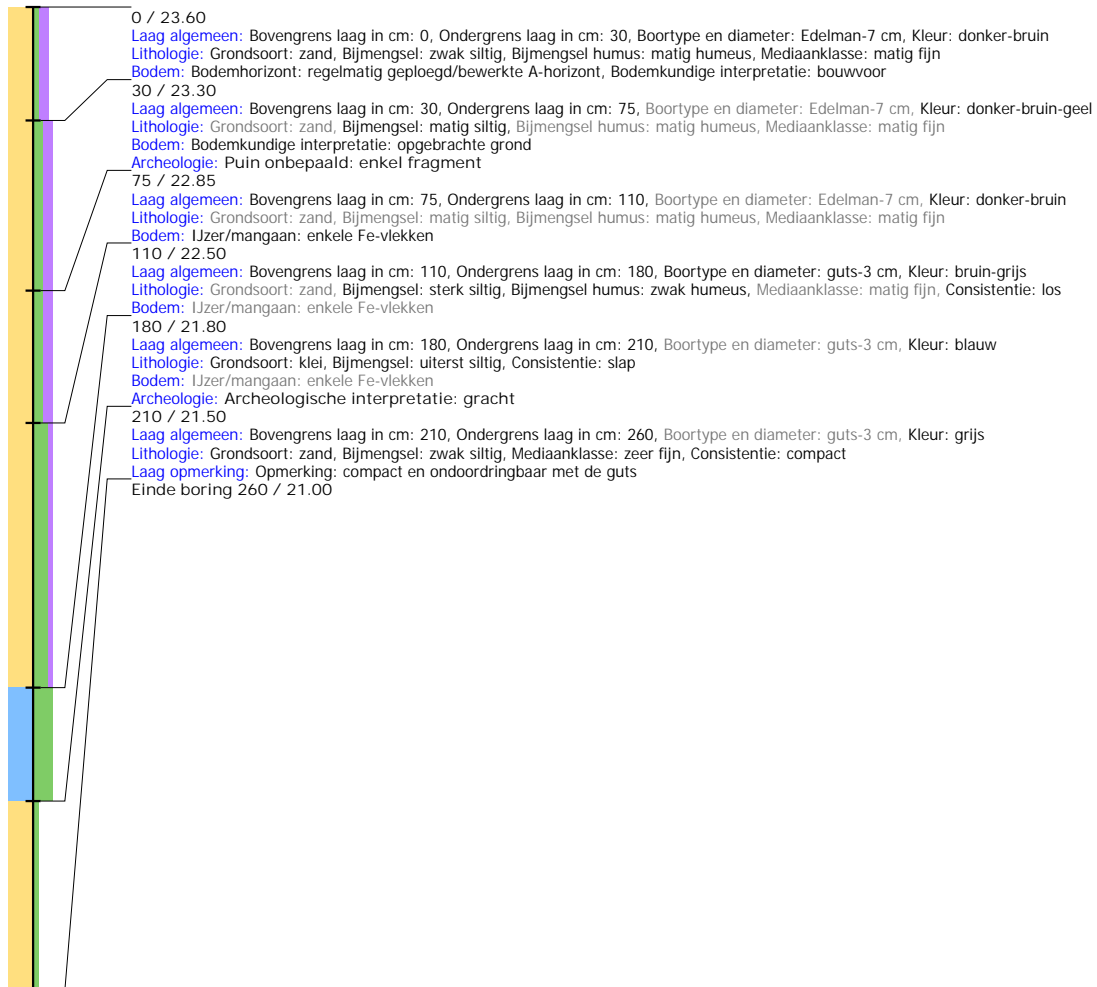 0 / 23.60
Laag algemeen: Bovengrens laag in cm: 0, Ondergrens laag in cm: 30, Boortype en diameter: Edelman-7 cm, Kleur: donker-bruin
Lithologie: Grondsoort: zand, Bijmengsel: zwak siltig, Bijmengsel humus: matig humeus, Mediaanklasse: matig fijn
Bodem: Bodemhorizont: regelmatig geploegd/bewerkte A-horizont, Bodemkundige interpretatie: bouwvoor
30 / 23.30
Laag algemeen: Bovengrens laag in cm: 30, Ondergrens laag in cm: 75, Boortype en diameter: Edelman-7 cm, Kleur: donker-bruin-geel
Lithologie: Grondsoort: zand, Bijmengsel: matig siltig, Bijmengsel humus: matig humeus, Mediaanklasse: matig fijn
Bodem: Bodemkundige interpretatie: opgebrachte grond
Archeologie: Puin onbepaald: enkel fragment
75 / 22.85
Laag algemeen: Bovengrens laag in cm: 75, Ondergrens laag in cm: 110, Boortype en diameter: Edelman-7 cm, Kleur: donker-bruin
Lithologie: Grondsoort: zand, Bijmengsel: matig siltig, Bijmengsel humus: matig humeus, Mediaanklasse: matig fijn
Bodem: IJzer/mangaan: enkele Fe-vlekken
110 / 22.50
Laag algemeen: Bovengrens laag in cm: 110, Ondergrens laag in cm: 180, Boortype en diameter: guts-3 cm, Kleur: bruin-grijs
Lithologie: Grondsoort: zand, Bijmengsel: sterk siltig, Bijmengsel humus: zwak humeus, Mediaanklasse: matig fijn, Consistentie: los
Bodem: IJzer/mangaan: enkele Fe-vlekken
180 / 21.80
Laag algemeen: Bovengrens laag in cm: 180, Ondergrens laag in cm: 210, Boortype en diameter: guts-3 cm, Kleur: blauw
Lithologie: Grondsoort: klei, Bijmengsel: uiterst siltig, Consistentie: slap
Bodem: IJzer/mangaan: enkele Fe-vlekken
Archeologie: Archeologische interpretatie: gracht
210 / 21.50
Laag algemeen: Bovengrens laag in cm: 210, Ondergrens laag in cm: 260, Boortype en diameter: guts-3 cm, Kleur: grijs
Lithologie: Grondsoort: zand, Bijmengsel: zwak siltig, Mediaanklasse: zeer fijn, Consistentie: compact
Laag opmerking: Opmerking: compact en ondoordringbaar met de guts
Einde boring 260 / 21.00